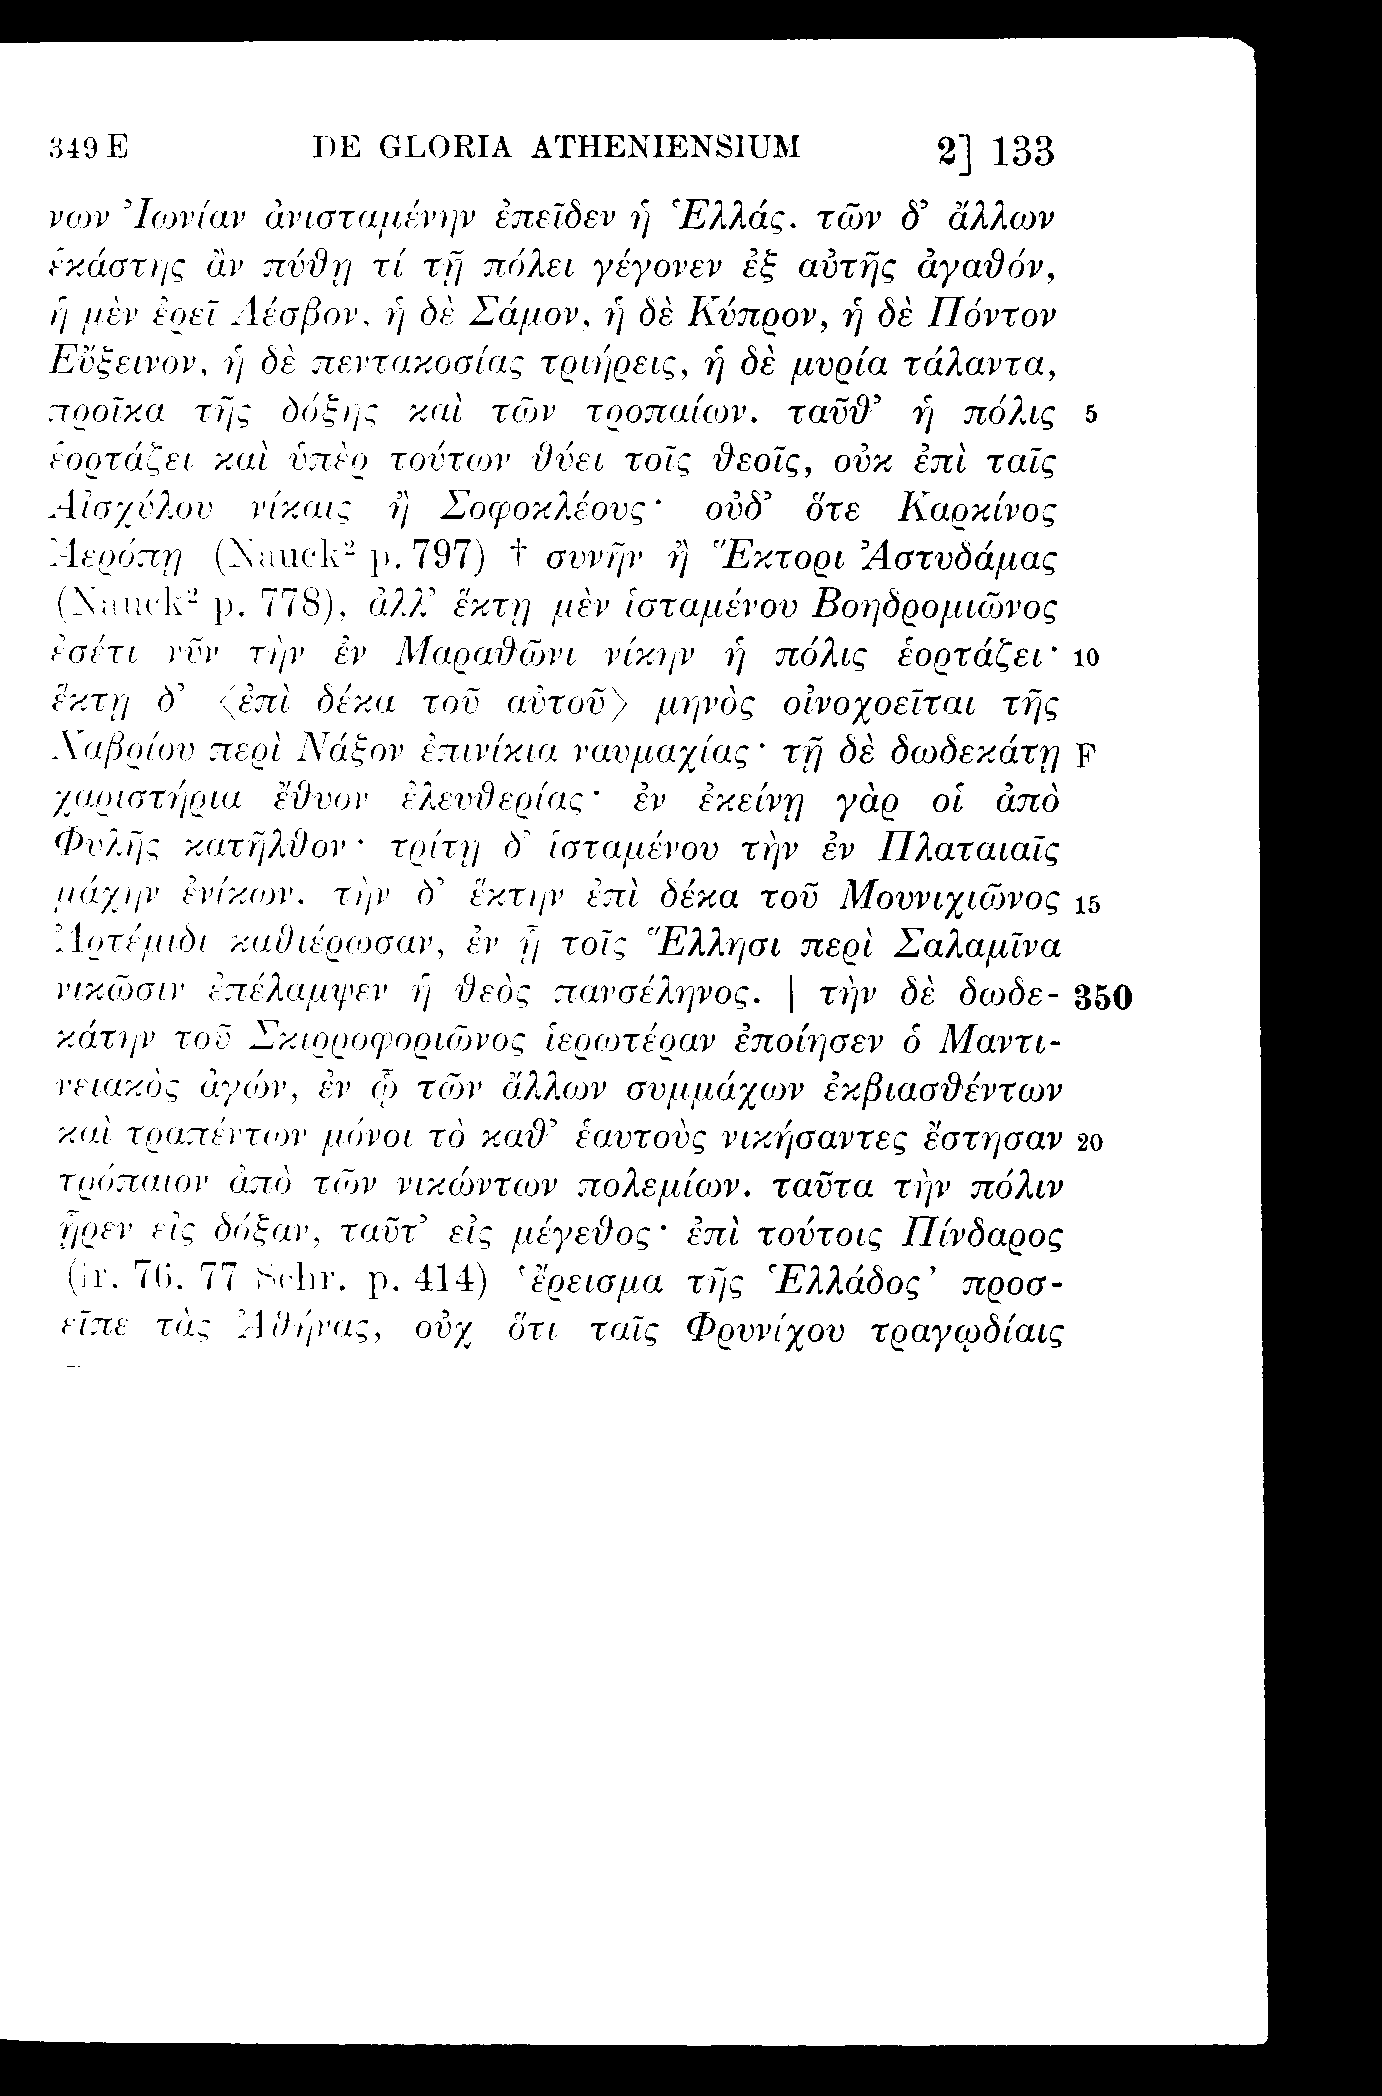 349 E DE GLORIA ATHENIENSIUM 2] 133
νων Ἰωνίαν ἀνισταμένην ἐπεῖδεν ἡ Ἑλλάς. τῶν δ’ ἄλλων
ἑκάστης ἂν πύθῃ τί τῇ πόλει γέγονεν ἐξ αὐτῆς ἀγαθόν,
ἡ μὲν ἐρεῖ Λέσβον, ἡ δὲ Σάμον, ἡ δὲ Κύπρον, ἡ δὲ Πόντον
Εὔξεινον, ἡ δὲ πεντακοσίας τριήρεις, ἡ δὲ μυρία τάλαντα,
προῖκα τῆς δόξης καὶ τῶν τροπαίων. ταῦθ’ ἡ πόλις 5
ἑορτάζει καὶ ὑπὲρ τούτων θύει τοῖς θεοῖς, οὐκ ἐπὶ ταῖς
Αἰσχύλου νίκαις ἢ Σοφοκλέους· οὐδ’ ὅτε Καρκίνος
Ἀερόπῃ (Nauck² p. 797) † συνῆν ἢ Ἕκτορι Ἀστυδάμας
(Nauck² p. 778), ἀλλ’ ἕκτῃ μὲν ἱσταμένου Βοηδρομιῶνος
ἐσέτι νῦν τὴν ἐν Μαραθῶνι νίκην ἡ πόλις ἑορτάζει· 10
ἕκτῃ δ’ ⟨ἐπὶ δέκα τοῦ αὐτοῦ⟩ μηνὸς οἰνοχοεῖται τῆς
Χαβρίου περὶ Νάξον ἐπινίκια ναυμαχίας· τῇ δὲ δωδεκάτῃ F
χαριστήρια ἔθυον ἐλευθερίας· ἐν ἐκείνῃ γὰρ οἱ ἀπὸ
Φυλῆς κατῆλθον· τρίτῃ δ’ ἱσταμένου τὴν ἐν Πλαταιαῖς
μάχην ἐνίκων. τὴν δ’ ἕκτην ἐπὶ δέκα τοῦ Μουνιχιῶνος 15
Ἀρτέμιδι καθιέρωσαν, ἐν ᾗ τοῖς Ἕλλησι περὶ Σαλαμῖνα
νικῶσιν ἐπέλαμψεν ἡ θεὸς πανσέληνος. | τὴν δὲ δωδε- 350
κάτην τοῦ Σκιρροφοριῶνος ἱερωτέραν ἐποίησεν ὁ Μαντι-
νειακὸς ἀγών, ἐν ᾧ τῶν ἄλλων συμμάχων ἐκβιασθέντων
καὶ τραπέντων μόνοι τὸ καθ’ ἑαυτοὺς νικήσαντες ἔστησαν 20
τρόπαιον ἀπὸ τῶν νικώντων πολεμίων. ταῦτα τὴν πόλιν
ᾖρεν εἰς δόξαν, ταῦτ’ εἰς μέγεθος· ἐπὶ τούτοις Πίνδαρος
(fr. 76. 77 Schr. p. 414) ‘ἔρεισμα τῆς Ἑλλάδος’ προσ-
εῖπε τὰς Ἀθήνας, οὐχ ὅτι ταῖς Φρυνίχου τραγῳδίαις